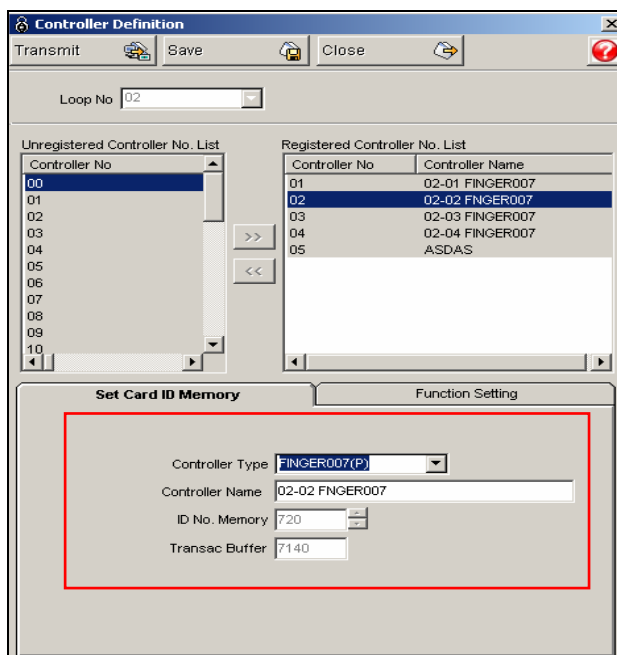 Controller Definition
Transmit Save Close
Loop No 02
Unregistered Controller No. List Registered Controller No. List
Controller No Controller No Controller Name
00 01 02-01 FINGER007
01 02 02-02 FNGER007
02 03 02-03 FINGER007
03 04 02-04 FINGER007
04 05 ASDAS
05
06
07
08
09
10
>>
<<
Set Card ID Memory Function Setting
Controller Type FINGER007(P)
Controller Name 02-02 FNGER007
ID No. Memory 720
Transac Buffer 7140